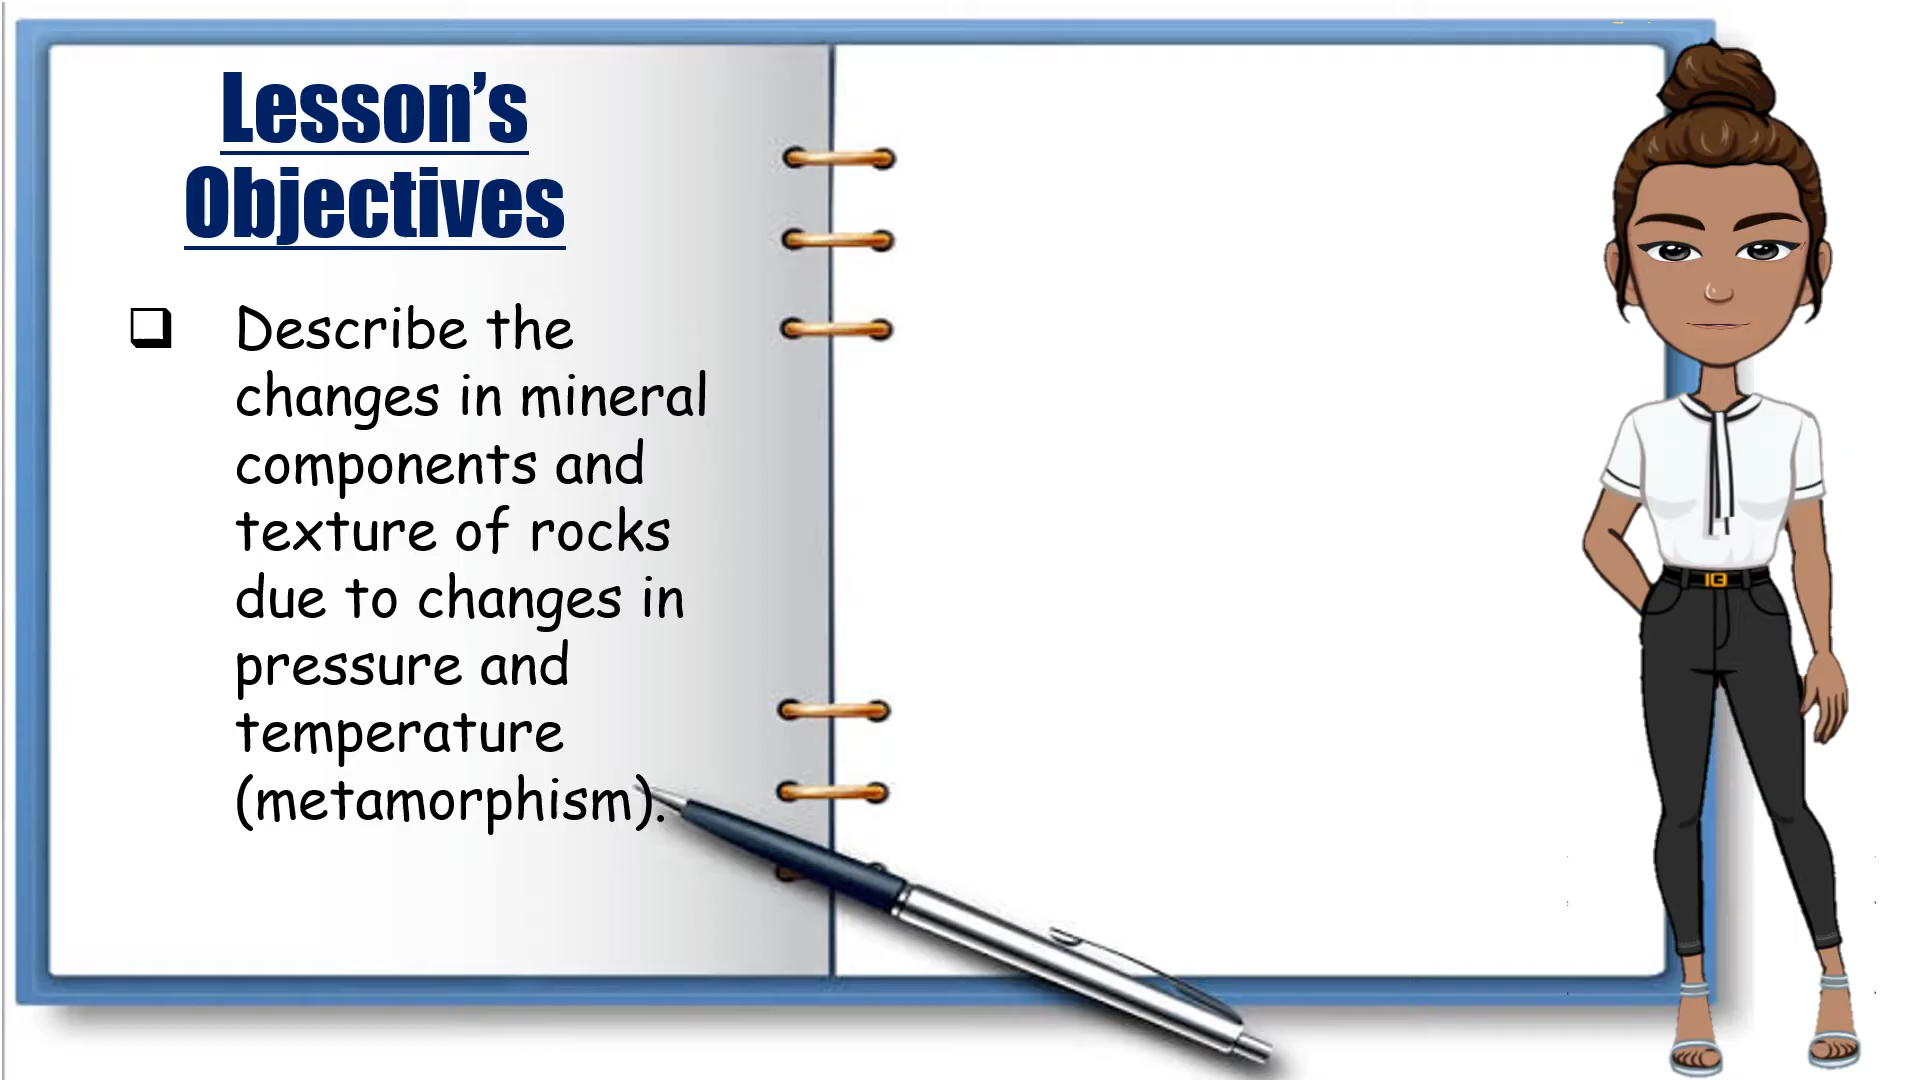 Lesson’s
Objectives
❑ Describe the
changes in mineral
components and
texture of rocks
due to changes in
pressure and
temperature
(metamorphism).